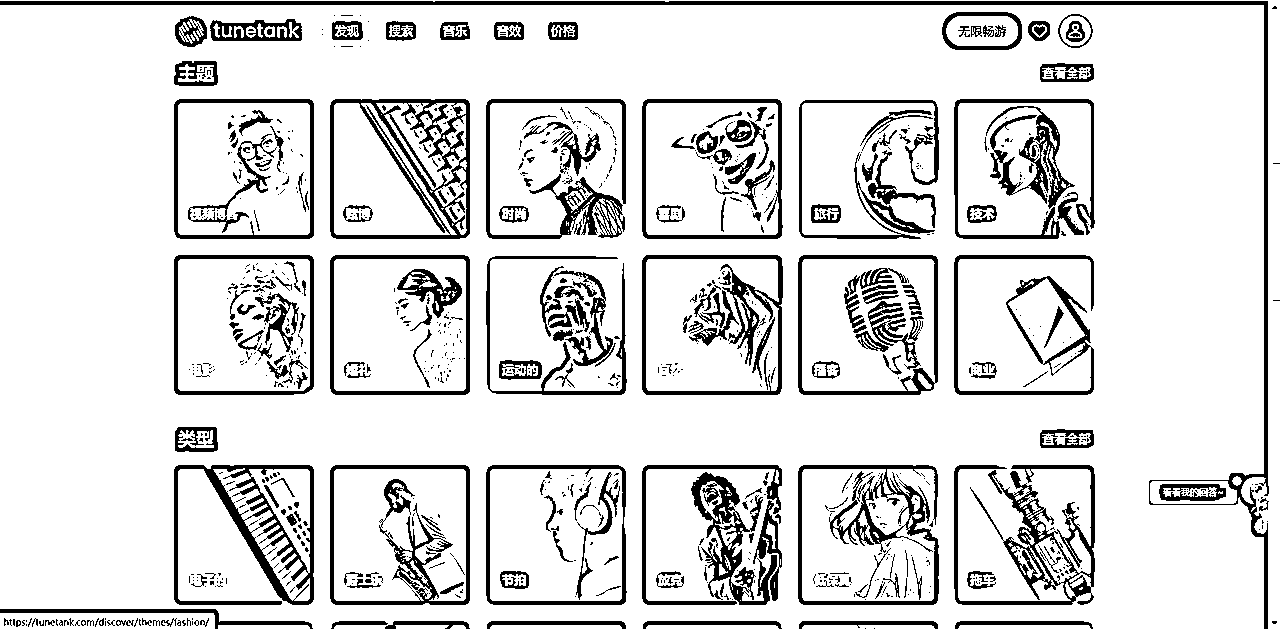 tunetank 发现 搜索 音乐 音效 价格 无限畅游
主题 查看全部
视频博 赌博 时尚 喜剧 旅行 技术
电影 婚礼 运动的 自然 播客 商业
类型 查看全部
看看我的回答~
电子的 爵士乐 节拍 放克 低保真 拖车
https://tunetank.com/discover/themes/fashion/